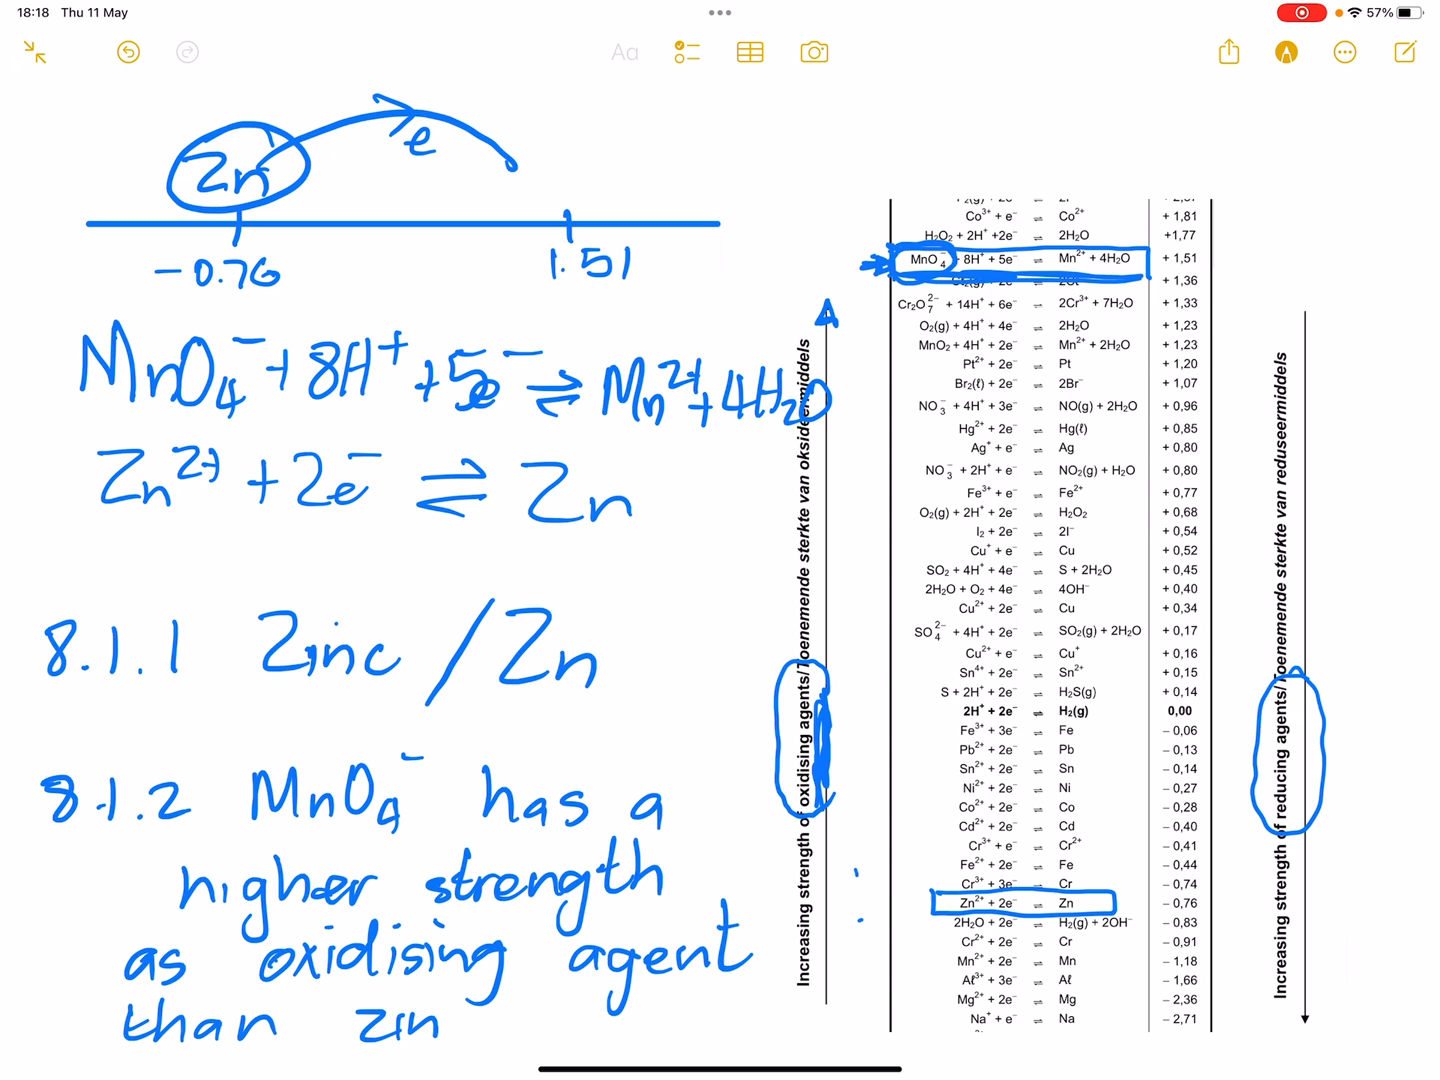 18:18 Thu 11 May
57%
Aa
Zn
e
-0.76
1.51
MnO₄⁻ + 8H⁺ + 5e⁻ ⇌ Mn²⁺ + 4H₂O
Zn²⁺ + 2e⁻ ⇌ Zn
8.1.1 Zinc / Zn
8.1.2 MnO₄⁻ has a
higher strength
as oxidising agent
than zin
Increasing strength of oxidising agents/Toenemende sterkte van oksideermiddels
Co³⁺ + e⁻ ⇌ Co²⁺ + 1,81
H₂O₂ + 2H⁺ +2e⁻ ⇌ 2H₂O +1,77
MnO₄⁻ + 8H⁺ + 5e⁻ ⇌ Mn²⁺ + 4H₂O + 1,51
Cl₂(g) + 2e⁻ ⇌ 2Cl⁻ + 1,36
Cr₂O₇²⁻ + 14H⁺ + 6e⁻ ⇌ 2Cr³⁺ + 7H₂O + 1,33
O₂(g) + 4H⁺ + 4e⁻ ⇌ 2H₂O + 1,23
MnO₂ + 4H⁺ + 2e⁻ ⇌ Mn²⁺ + 2H₂O + 1,23
Pt²⁺ + 2e⁻ ⇌ Pt + 1,20
Br₂(ℓ) + 2e⁻ ⇌ 2Br⁻ + 1,07
NO₃⁻ + 4H⁺ + 3e⁻ ⇌ NO(g) + 2H₂O + 0,96
Hg²⁺ + 2e⁻ ⇌ Hg(ℓ) + 0,85
Ag⁺ + e⁻ ⇌ Ag + 0,80
NO₃⁻ + 2H⁺ + e⁻ ⇌ NO₂(g) + H₂O + 0,80
Fe³⁺ + e⁻ ⇌ Fe²⁺ + 0,77
O₂(g) + 2H⁺ + 2e⁻ ⇌ H₂O₂ + 0,68
I₂ + 2e⁻ ⇌ 2I⁻ + 0,54
Cu⁺ + e⁻ ⇌ Cu + 0,52
SO₂ + 4H⁺ + 4e⁻ ⇌ S + 2H₂O + 0,45
2H₂O + O₂ + 4e⁻ ⇌ 4OH⁻ + 0,40
Cu²⁺ + 2e⁻ ⇌ Cu + 0,34
SO₄²⁻ + 4H⁺ + 2e⁻ ⇌ SO₂(g) + 2H₂O + 0,17
Cu²⁺ + e⁻ ⇌ Cu⁺ + 0,16
Sn⁴⁺ + 2e⁻ ⇌ Sn²⁺ + 0,15
S + 2H⁺ + 2e⁻ ⇌ H₂S(g) + 0,14
2H⁺ + 2e⁻ ⇌ H₂(g) 0,00
Fe³⁺ + 3e⁻ ⇌ Fe − 0,06
Pb²⁺ + 2e⁻ ⇌ Pb − 0,13
Sn²⁺ + 2e⁻ ⇌ Sn − 0,14
Ni²⁺ + 2e⁻ ⇌ Ni − 0,27
Co²⁺ + 2e⁻ ⇌ Co − 0,28
Cd²⁺ + 2e⁻ ⇌ Cd − 0,40
Cr³⁺ + e⁻ ⇌ Cr²⁺ − 0,41
Fe²⁺ + 2e⁻ ⇌ Fe − 0,44
Cr³⁺ + 3e⁻ ⇌ Cr − 0,74
Zn²⁺ + 2e⁻ ⇌ Zn − 0,76
2H₂O + 2e⁻ ⇌ H₂(g) + 2OH⁻ − 0,83
Cr²⁺ + 2e⁻ ⇌ Cr − 0,91
Mn²⁺ + 2e⁻ ⇌ Mn − 1,18
Aℓ³⁺ + 3e⁻ ⇌ Aℓ − 1,66
Mg²⁺ + 2e⁻ ⇌ Mg − 2,36
Na⁺ + e⁻ ⇌ Na − 2,71
Increasing strength of reducing agents/Toenemende sterkte van reduseermiddels